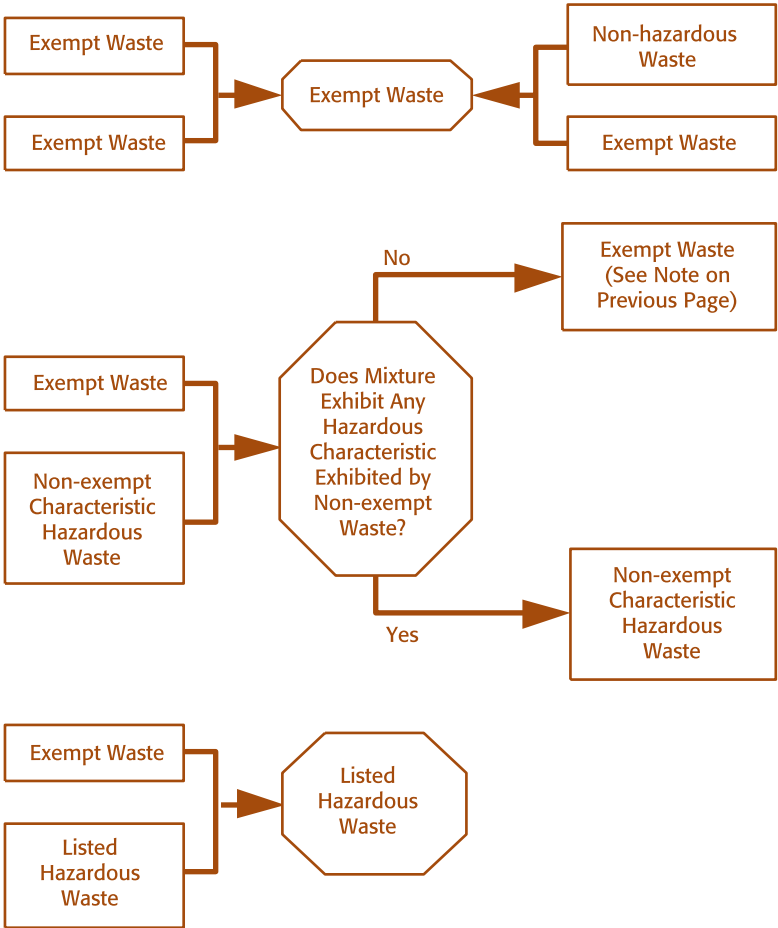 Exempt Waste
Exempt Waste
Exempt Waste
Non-hazardous
Waste
Exempt Waste
No
Exempt Waste
(See Note on
Previous Page)
Exempt Waste
Non-exempt
Characteristic
Hazardous
Waste
Does Mixture
Exhibit Any
Hazardous
Characteristic
Exhibited by
Non-exempt
Waste?
Yes
Non-exempt
Characteristic
Hazardous
Waste
Exempt Waste
Listed
Hazardous
Waste
Listed
Hazardous
Waste